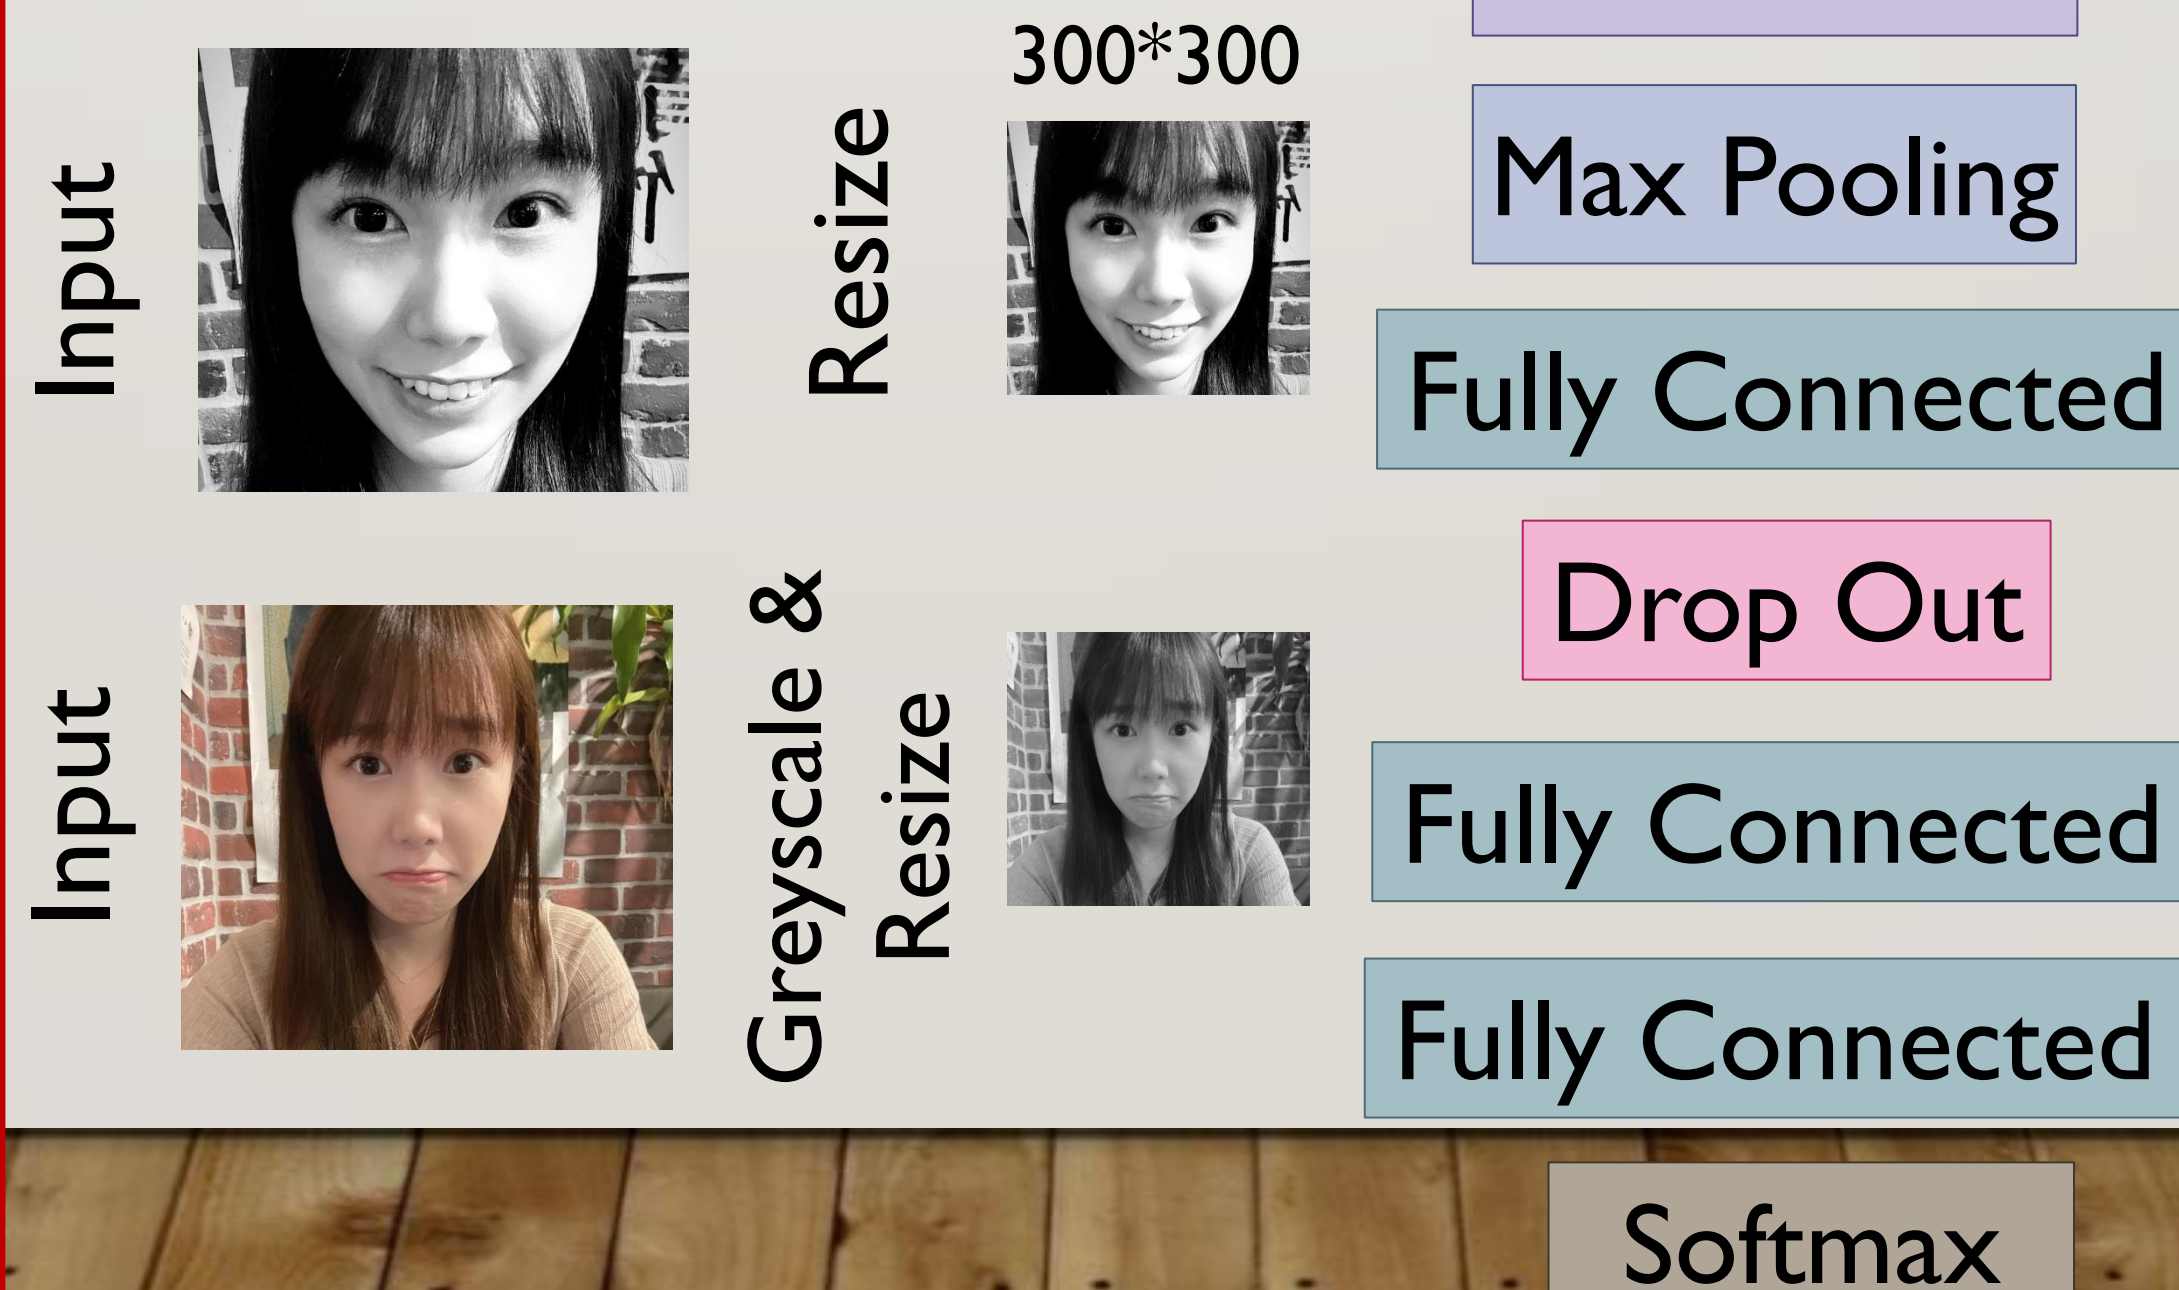 Input
Resize
300*300
Input
Greyscale &
Resize
Max Pooling
Fully Connected
Drop Out
Fully Connected
Fully Connected
Softmax